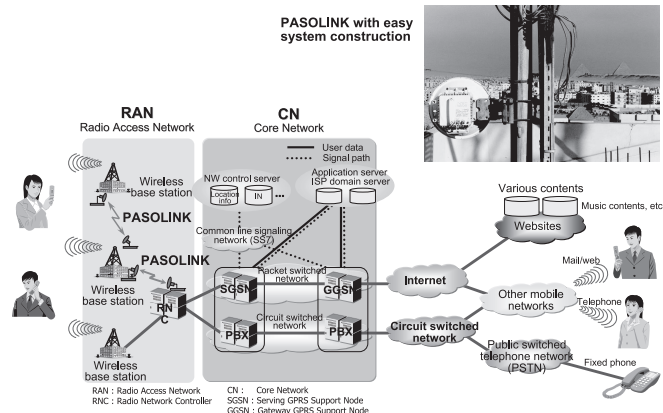 PASOLINK with easy
system construction
RAN
Radio Access Network
CN
Core Network
User data
Signal path
Wireless
base station
PASOLINK
NW control server
Location
info
IN
...
Application server
ISP domain server
Common line signaling
network (SS7)
PASOLINK
Wireless
base station
RN
C
SGSN
Packet switched
network
GGSN
PBX
Circuit switched
network
PBX
Wireless
base station
Various contents
Music contents, etc
Websites
Internet
Mail/web
Other mobile
networks
Telephone
Circuit switched
network
Public switched
telephone network
(PSTN)
Fixed phone
RAN : Radio Access Network
RNC : Radio Network Controller
CN : Core Network
SGSN : Serving GPRS Support Node
GGSN : Gateway GPRS Support Node